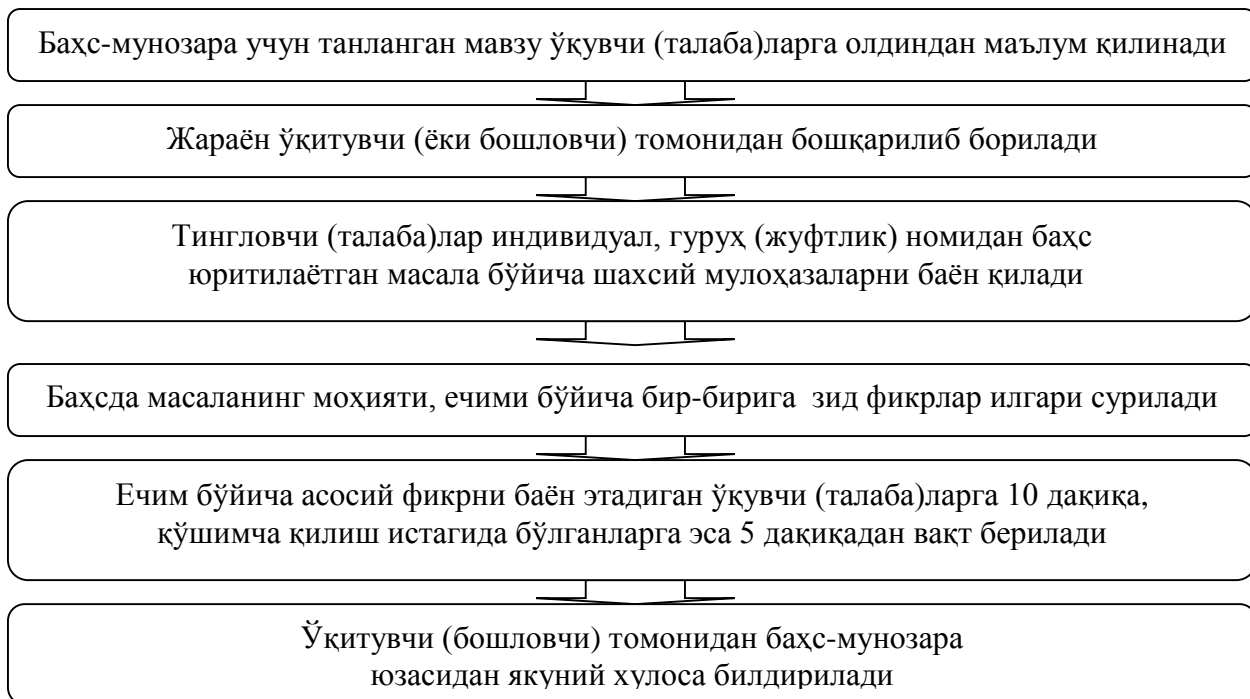 Баҳс-мунозара учун танланган мавзу ўқувчи (талаба)ларга олдиндан маълум қилинади
Жараён ўқитувчи (ёки бошловчи) томонидан бошқарилиб борилади
Тингловчи (талаба)лар индивидуал, гуруҳ (жуфтлик) номидан баҳс
юритилаётган масала бўйича шахсий мулоҳазаларни баён қилади
Баҳсда масаланинг моҳияти, ечими бўйича бир-бирига зид фикрлар илгари сурилади
Ечим бўйича асосий фикрни баён этадиган ўқувчи (талаба)ларга 10 дақиқа,
қўшимча қилиш истагида бўлганларга эса 5 дақиқадан вақт берилади
Ўқитувчи (бошловчи) томонидан баҳс-мунозара
юзасидан якуний хулоса билдирилади